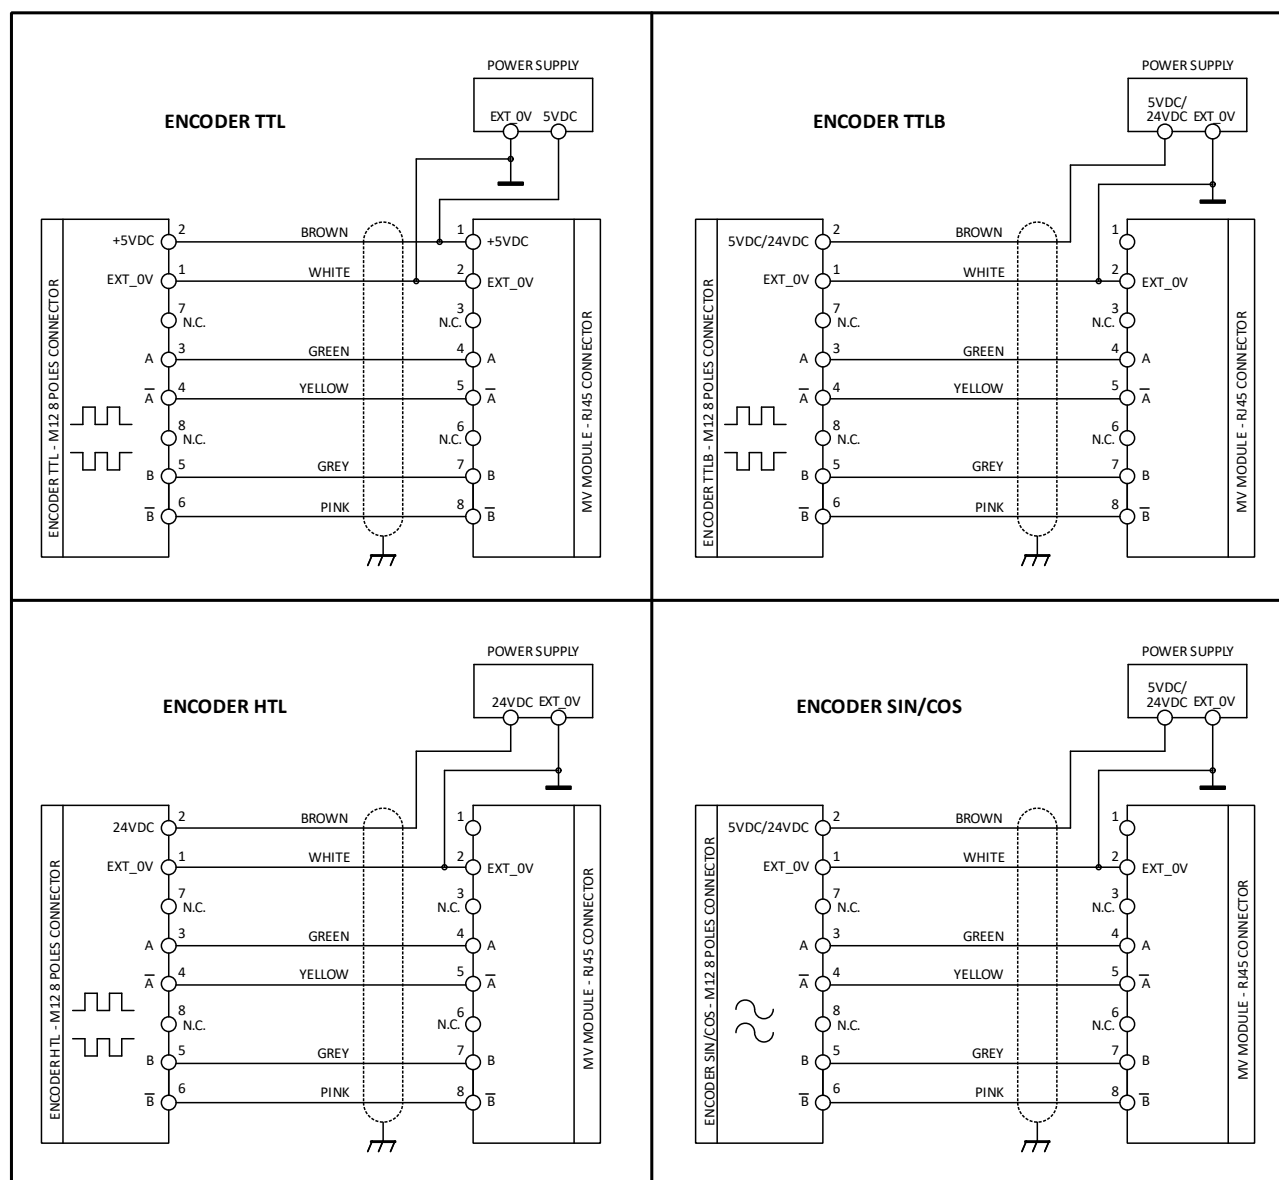 POWER SUPPLY
EXT_0V 5VDC
ENCODER TTL
ENCODER TTL - M12 8 POLES CONNECTOR
+5VDC 2 BROWN 1 +5VDC
EXT_0V 1 WHITE 2 EXT_0V
7 N.C. 3 N.C.
A 3 GREEN 4 A
A̅ 4 YELLOW 5 A̅
8 N.C. 6 N.C.
B 5 GREY 7 B
B̅ 6 PINK 8 B̅
MV MODULE - RJ45 CONNECTOR
POWER SUPPLY
5VDC/
24VDC EXT_0V
ENCODER TTLB
ENCODER TTLB - M12 8 POLES CONNECTOR
5VDC/24VDC 2 BROWN 1
EXT_0V 1 WHITE 2 EXT_0V
7 N.C. 3 N.C.
A 3 GREEN 4 A
A̅ 4 YELLOW 5 A̅
8 N.C. 6 N.C.
B 5 GREY 7 B
B̅ 6 PINK 8 B̅
MV MODULE - RJ45 CONNECTOR
POWER SUPPLY
24VDC EXT_0V
ENCODER HTL
ENCODER HTL - M12 8 POLES CONNECTOR
24VDC 2 BROWN 1
EXT_0V 1 WHITE 2 EXT_0V
7 N.C. 3 N.C.
A 3 GREEN 4 A
A̅ 4 YELLOW 5 A̅
8 N.C. 6 N.C.
B 5 GREY 7 B
B̅ 6 PINK 8 B̅
MV MODULE - RJ45 CONNECTOR
POWER SUPPLY
5VDC/
24VDC EXT_0V
ENCODER SIN/COS
ENCODER SIN/COS - M12 8 POLES CONNECTOR
5VDC/24VDC 2 BROWN 1
EXT_0V 1 WHITE 2 EXT_0V
7 N.C. 3 N.C.
A 3 GREEN 4 A
A̅ 4 YELLOW 5 A̅
8 N.C. 6 N.C.
B 5 GREY 7 B
B̅ 6 PINK 8 B̅
MV MODULE - RJ45 CONNECTOR